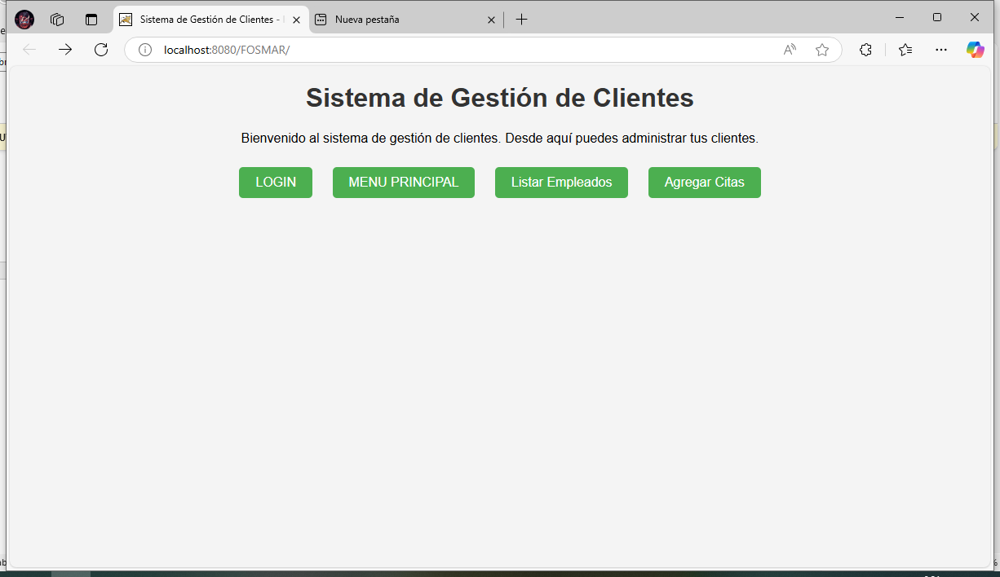 Sistema de Gestión de Clientes -
Nueva pestaña
localhost:8080/FOSMAR/
Sistema de Gestión de Clientes
Bienvenido al sistema de gestión de clientes. Desde aquí puedes administrar tus clientes.
LOGIN
MENU PRINCIPAL
Listar Empleados
Agregar Citas